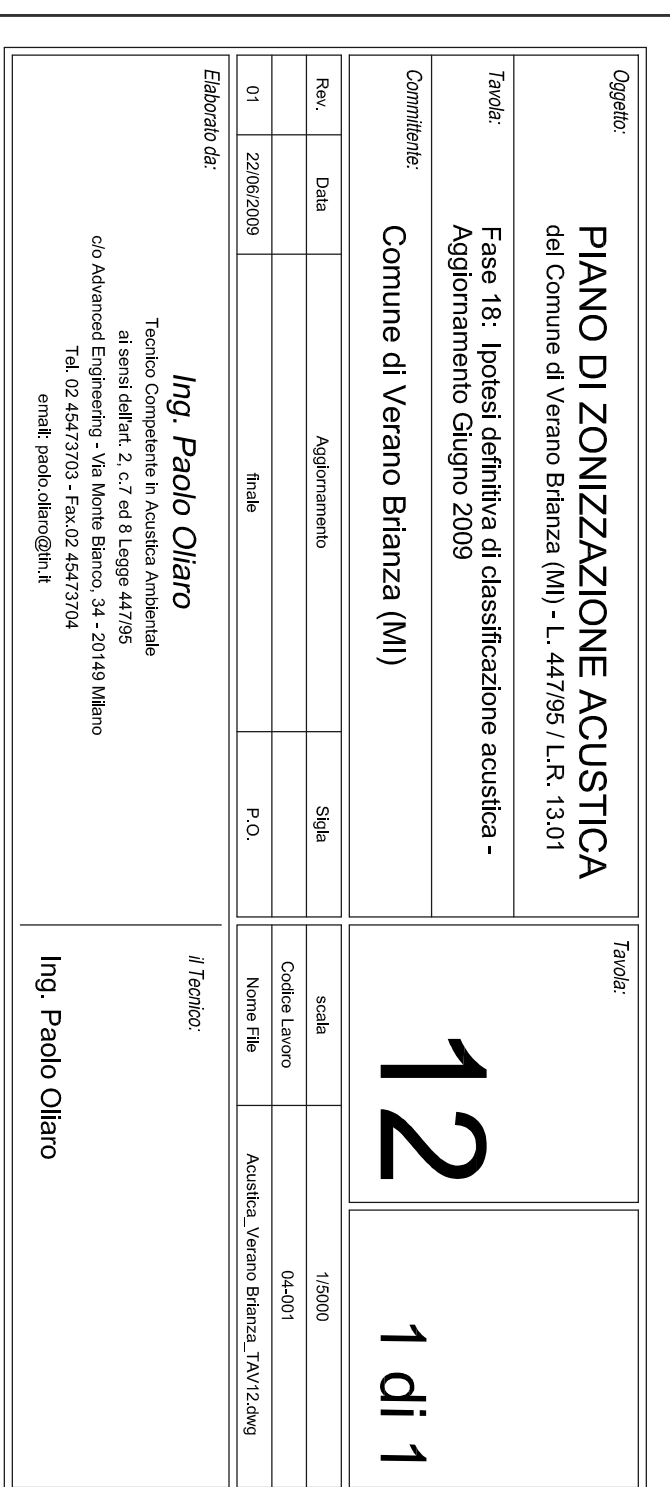 Oggetto:
PIANO DI ZONIZZAZIONE ACUSTICA
del Comune di Verano Brianza (MI) - L. 447/95 / L.R. 13.01
Tavola:
12
1 di 1
Tavola:
Fase 18: Ipotesi definitiva di classificazione acustica -
Aggiornamento Giugno 2009
Committente:
Comune di Verano Brianza (MI)
Rev. Data Aggiornamento Sigla
01 22/06/2009 finale P.O.
scala 1/5000
Codice Lavoro 04-001
Nome File Acustica_Verano Brianza_TAV12.dwg
Elaborato da:
Ing. Paolo Oliaro
Tecnico Competente in Acustica Ambientale
ai sensi dell'art. 2, c.7 ed 8 Legge 447/95
c/o Advanced Engineering - Via Monte Bianco, 34 - 20149 Milano
Tel. 02 45473703 - Fax.02 45473704
email: paolo.oliaro@tin.it
il Tecnico:
Ing. Paolo Oliaro